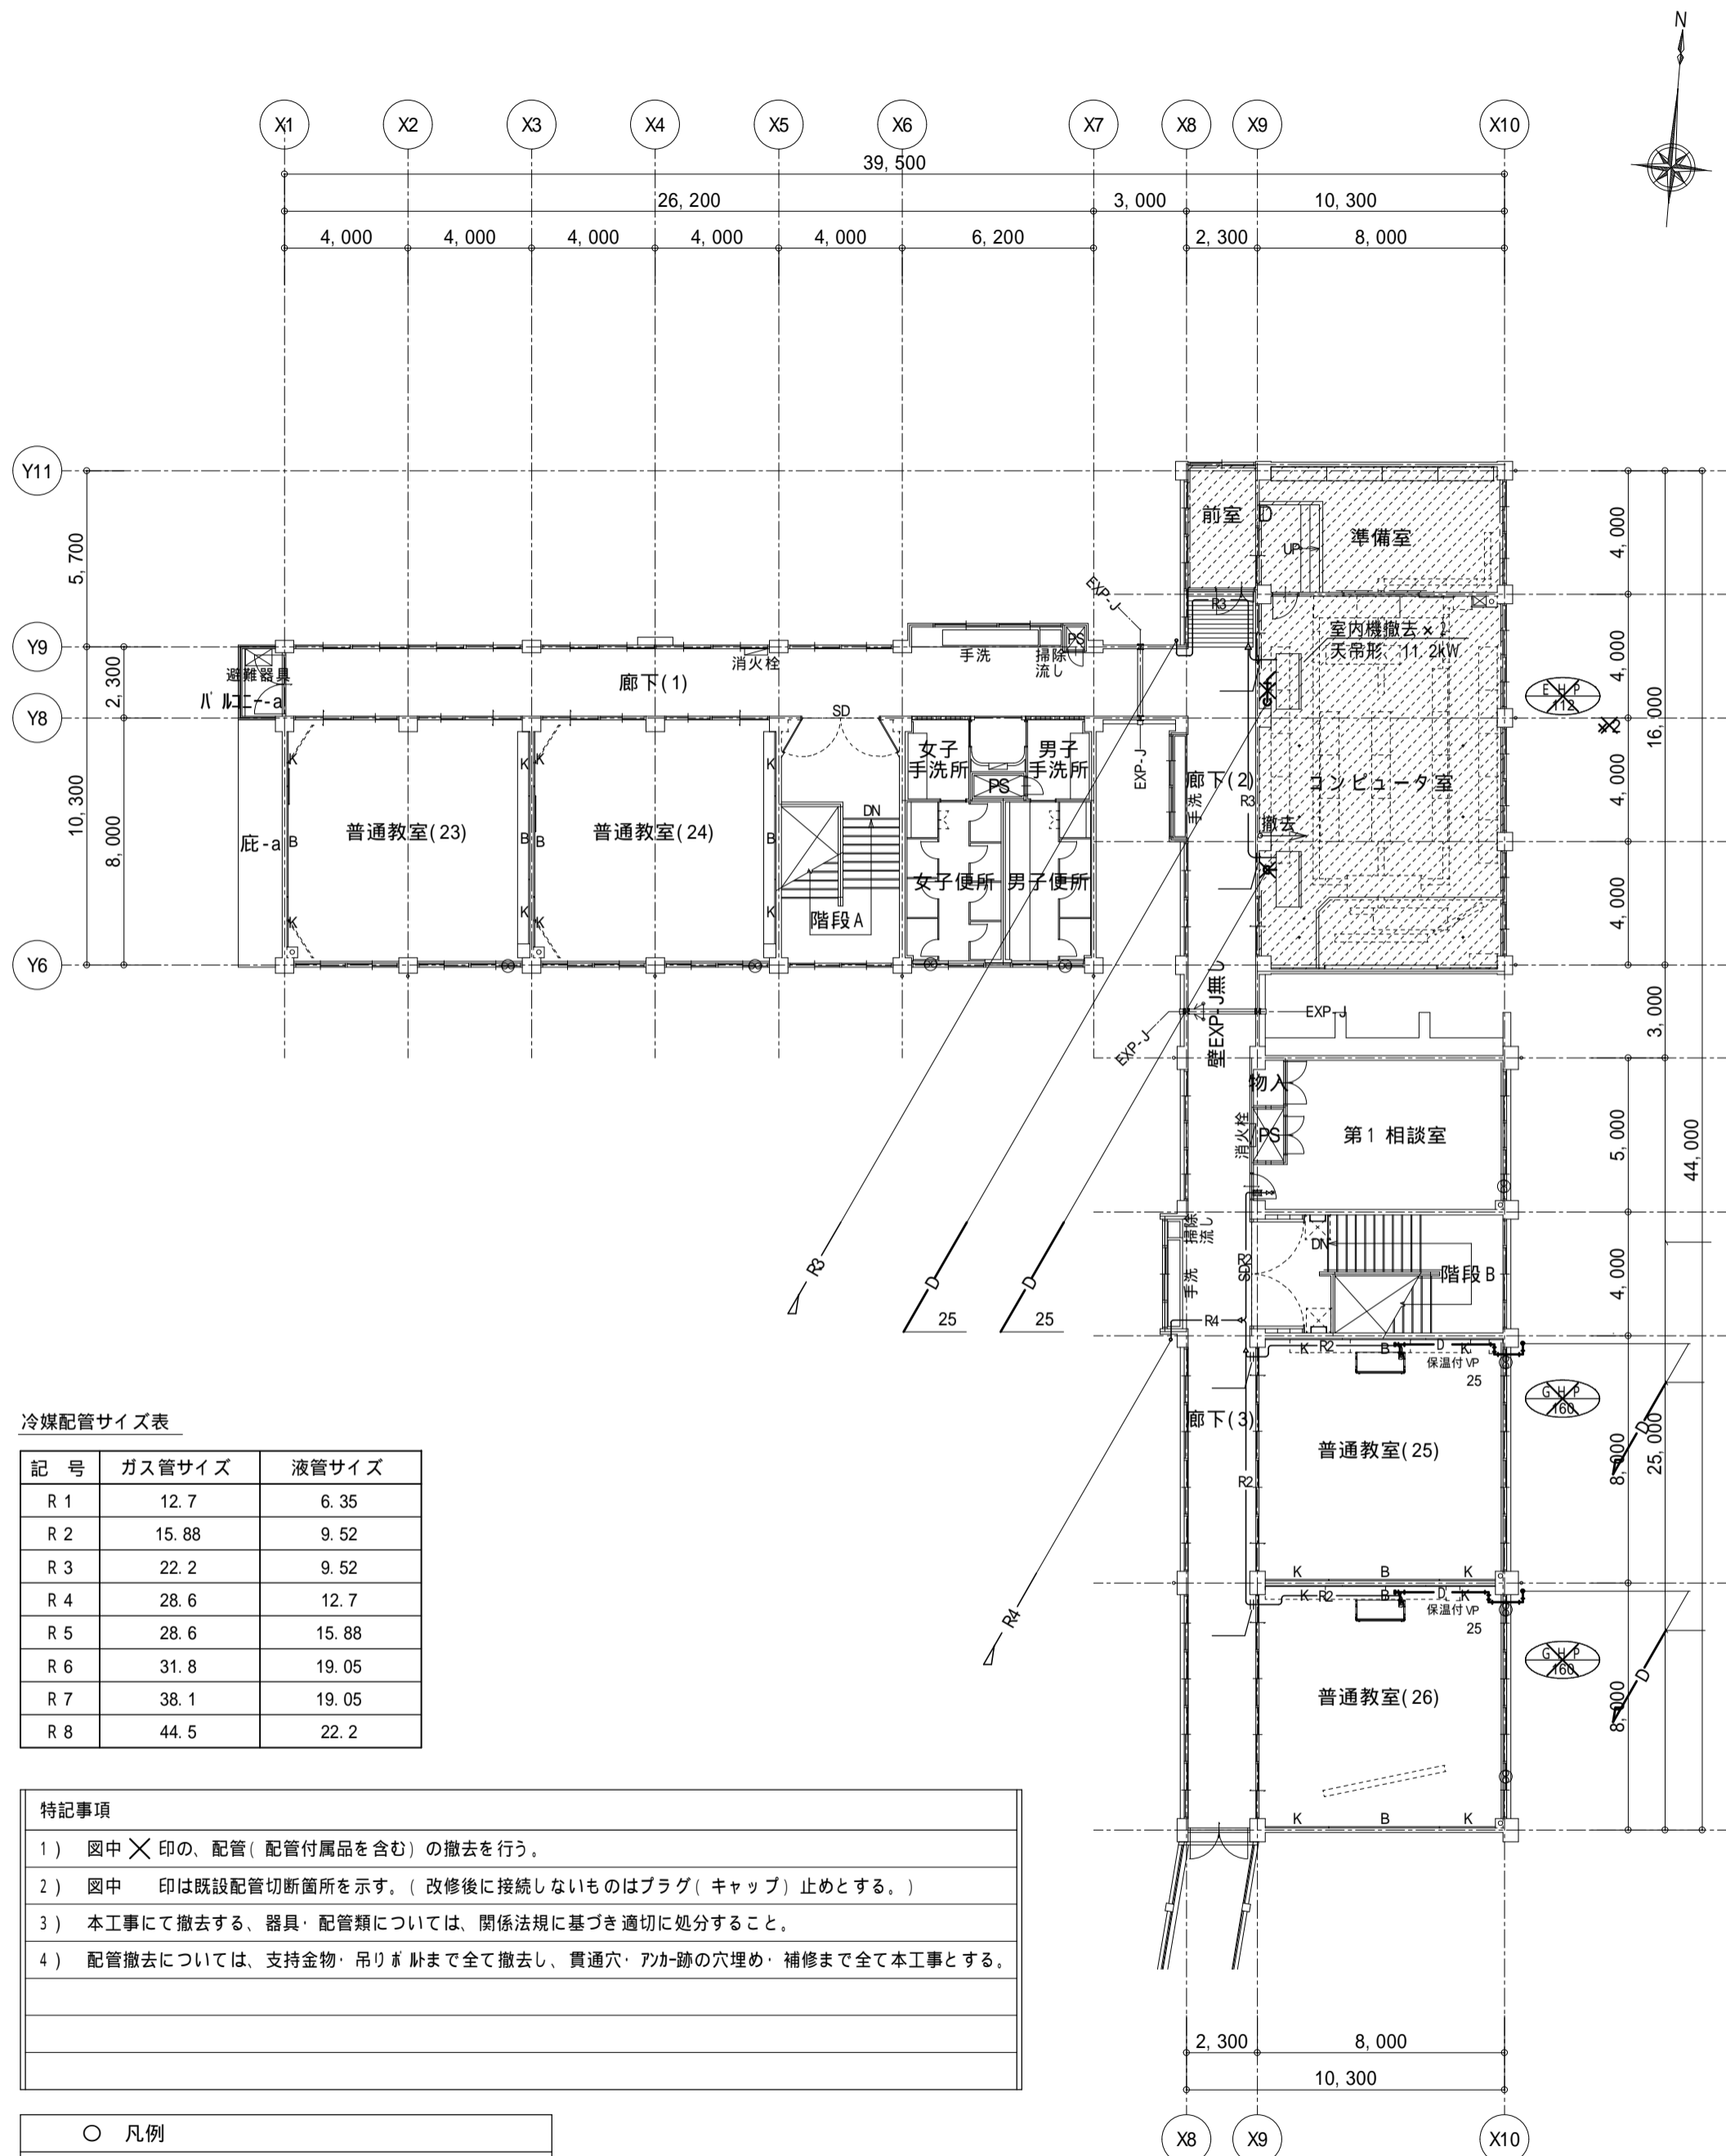 N
X1 X2 X3 X4 X5 X6 X7 X8 X9 X10
39,500
26,200 3,000 10,300
4,000 4,000 4,000 4,000 4,000 6,200 2,300 8,000
Y11
Y9
Y8
Y6
5,700
2,300
10,300
8,000
4,000
4,000
4,000
4,000
16,000
3,000
5,000
4,000
8,000
8,000
25,000
44,000
前室 D
準備室
UP
R3
室内機撤去×2
天吊形、11.2kW
EHP
112
×2
コンピュータ室
撤去
R3
EXP-J
EXP-J
避難器具
バルコニー-a
廊下(1)
消火栓
手洗
掃除
流し
PS
SD
女子
手洗所
男子
手洗所
PS
廊下(2)
手洗
庇-a
K
B
K
普通教室(23)
K
B
K
K
B
K
普通教室(24)
K
B
K
DN
階段A
女子便所
男子便所
壁EXP-J無し
EXP-J
EXP-J
物入
消火栓
PS
第1 相談室
掃除
流し
手洗
R3
SD
DN
階段B
R4
K R2 B D K
保温付VP
25
GHP
160
D
廊下(3)
普通教室(25)
R2
K B K
K R2 B D K
保温付VP
25
GHP
160
D
普通教室(26)
K B K
R3
D
25
D
25
R4
冷媒配管サイズ表
記 号 ガス管サイズ 液管サイズ
R1 12.7 6.35
R2 15.88 9.52
R3 22.2 9.52
R4 28.6 12.7
R5 28.6 15.88
R6 31.8 19.05
R7 38.1 19.05
R8 44.5 22.2
特記事項
1) 図中 ╳ 印の、配管(配管付属品を含む)の撤去を行う。
2) 図中 印は既設配管切断箇所を示す。(改修後に接続しないものはプラグ(キャップ)止めとする。)
3) 本工事にて撤去する、器具・配管類については、関係法規に基づき適切に処分すること。
4) 配管撤去については、支持金物・吊りボルトまで全て撤去し、貫通穴・アンカー跡の穴埋め・補修まで全て本工事とする。
○ 凡例
2,300 8,000
10,300
X8 X9 X10